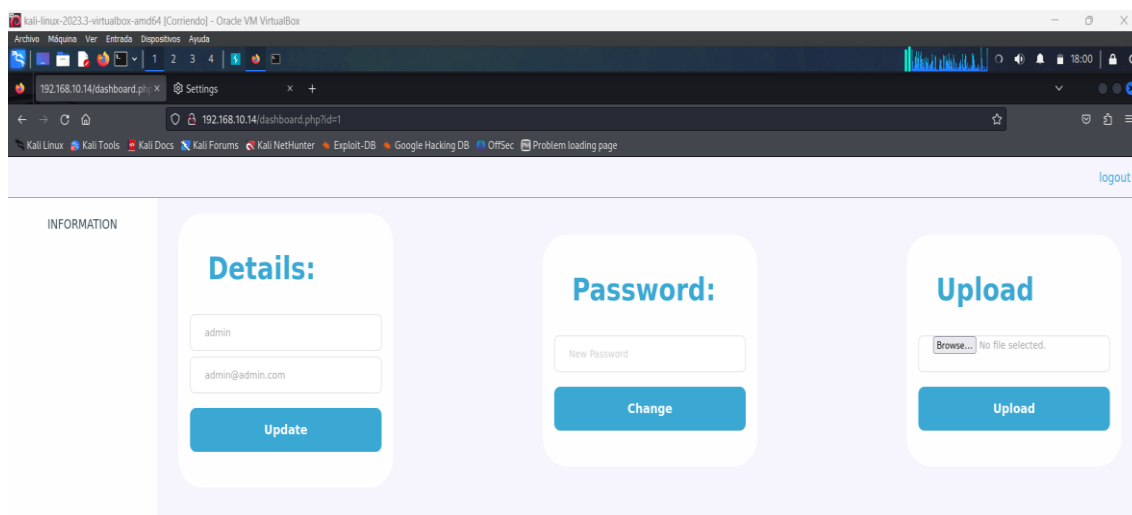 kali-linux-2023.3-virtualbox-amd64 [Corriendo] - Oracle VM VirtualBox
Archivo Máquina Ver Entrada Dispositivos Ayuda
1 2 3 4 18:00
192.168.10.14/dashboard.php Settings
192.168.10.14/dashboard.php?id=1
Kali Linux Kali Tools Kali Docs Kali Forums Kali NetHunter Exploit-DB Google Hacking DB OffSec Problem loading page
logout
INFORMATION
Details:
admin
admin@admin.com
Update
Password:
New Password
Change
Upload
Browse... No file selected.
Upload